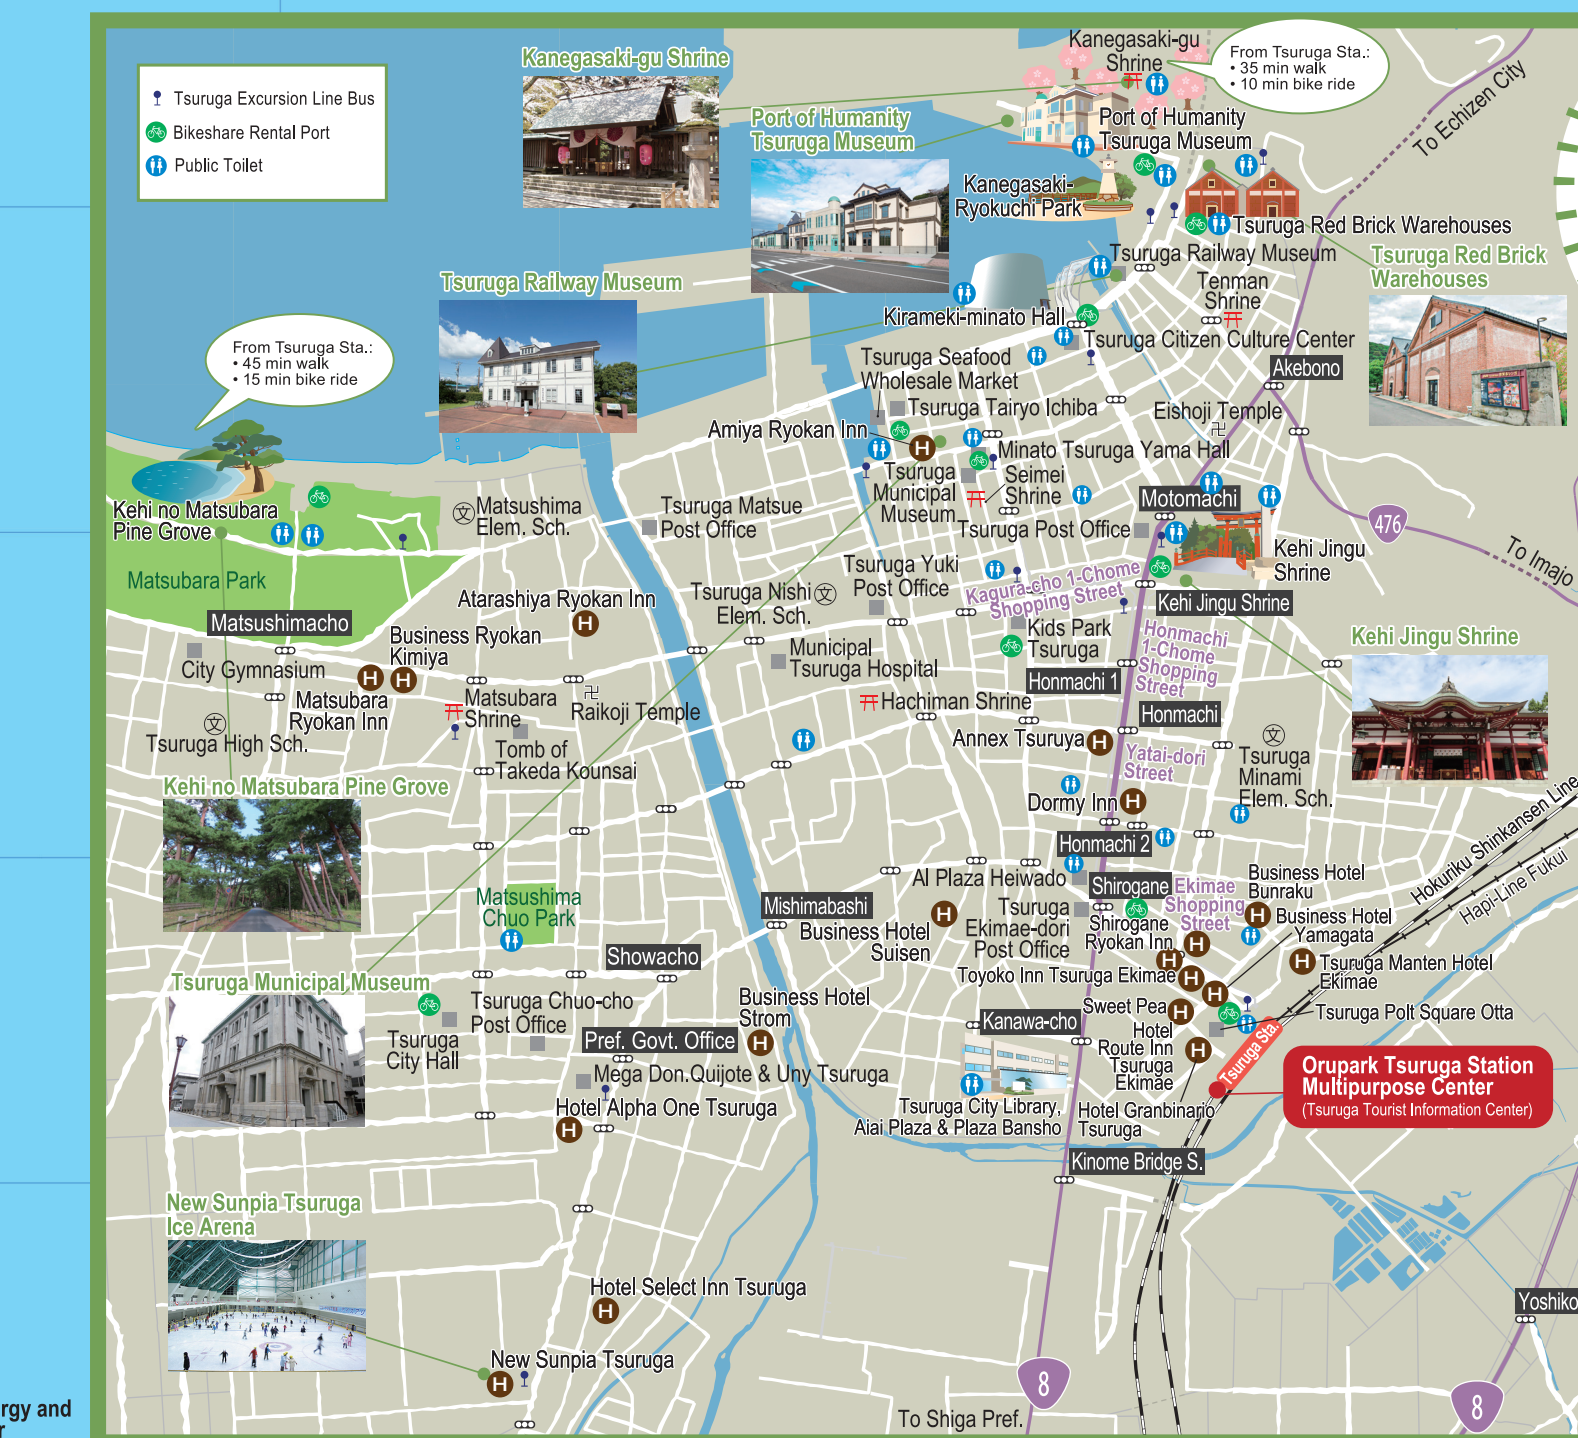 Tsuruga Excursion Line Bus
Bikeshare Rental Port
Public Toilet
Kanegasaki-gu Shrine
Port of Humanity
Tsuruga Museum
Kanegasaki-gu
Shrine
From Tsuruga Sta.:
• 35 min walk
• 10 min bike ride
To Echizen City
Port of Humanity
Tsuruga Museum
Kanegasaki-
Ryokuchi Park
Tsuruga Red Brick Warehouses
Tsuruga Red Brick
Warehouses
Tsuruga Railway Museum
Tsuruga Railway Museum
Tenman
Shrine
Kirameki-minato Hall
Tsuruga Citizen Culture Center
From Tsuruga Sta.:
• 45 min walk
• 15 min bike ride
Tsuruga Seafood
Wholesale Market
Akebono
Tsuruga Tairyo Ichiba
Eishoji Temple
卍
Amiya Ryokan Inn
H
Minato Tsuruga Yama Hall
Tsuruga
Municipal
Museum
Seimei
Shrine
Motomachi
Kehi no Matsubara
Pine Grove
文
Matsushima
Elem. Sch.
Tsuruga Matsue
Post Office
Tsuruga Post Office
476
To Imajo
Kehi Jingu
Shrine
Matsubara Park
Tsuruga Yuki
Post Office
Tsuruga Nishi
Elem. Sch.
文
Kagura-cho 1-Chome
Shopping Street
Kehi Jingu Shrine
Matsushimacho
Atarashiya Ryokan Inn
H
Business Ryokan
Kimiya
H
H
City Gymnasium
Matsubara
Ryokan Inn
Municipal
Tsuruga Hospital
Kids Park
Tsuruga
Honmachi
1-Chome
Shopping
Street
Kehi Jingu Shrine
Honmachi 1
Hachiman Shrine
Honmachi
文
Tsuruga High Sch.
Matsubara
Shrine
卍
Raikoji Temple
Tomb of
Takeda Kounsai
Annex Tsuruya
H
Yatai-dori
Street
文
Tsuruga
Minami
Elem. Sch.
Kehi no Matsubara Pine Grove
Dormy Inn
H
Honmachi 2
Hokuriku Shinkansen Line
Hapi-Line Fukui
Al Plaza Heiwado
Shirogane
Ekimae
Shopping
Street
Business Hotel
Bunraku
H
Matsushima
Chuo Park
Mishimabashi
Business Hotel
Suisen
H
Tsuruga
Ekimae-dori
Post Office
Shirogane
Ryokan Inn
H
H
Business Hotel
Yamagata
H
Showacho
Toyoko Inn Tsuruga Ekimae
H
H
Tsuruga Manten Hotel
Ekimae
Tsuruga Municipal Museum
Tsuruga Chuo-cho
Post Office
Business Hotel
Strom
H
Sweet Pea
H
Tsuruga Polt Square Otta
Kanawa-cho
Tsuruga
City Hall
Pref. Govt. Office
Hotel
Route Inn
Tsuruga
Ekimae
H
Tsuruga Sta.
Orupark Tsuruga Station
Multipurpose Center
(Tsuruga Tourist Information Center)
Mega Don.Quijote & Uny Tsuruga
Hotel Alpha One Tsuruga
H
Tsuruga City Library,
Aiai Plaza & Plaza Bansho
Hotel Granbinario
Tsuruga
Kinome Bridge S.
New Sunpia Tsuruga
Ice Arena
Hotel Select Inn Tsuruga
H
Yoshiko
New Sunpia Tsuruga
H
8
8
To Shiga Pref.
rgy and
r